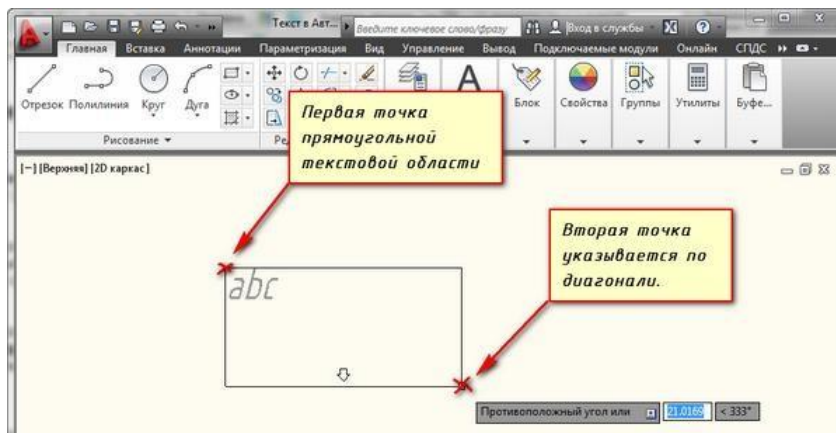 Текст в Авт...
Введите ключевое слово/фразу
Вход в службы
Главная Вставка Аннотации Параметризация Вид Управление Вывод Подключаемые модули Онлайн СПДС
Отрезок Полилиния Круг Дуга
Блок Свойства Группы Утилиты Буфе...
Рисование
Ре
Первая точка
прямоугольной
текстовой области
[−] [Верхняя] [2D каркас]
Вторая точка
указывается по
диагонали.
abc
Противоположный угол или 21.0169 < 333°